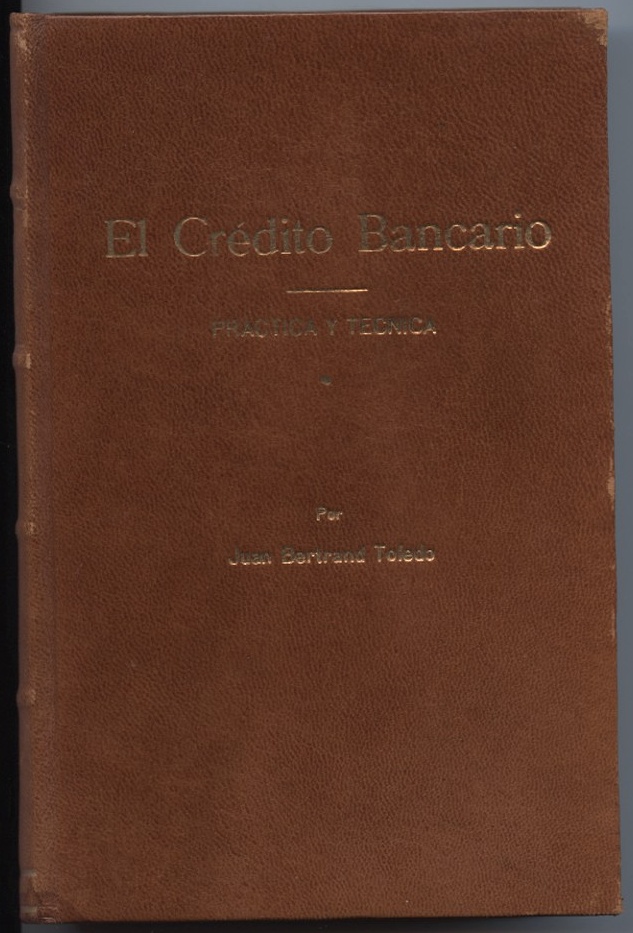 El Crédito Bancario
PRACTICA Y TECNICA
Por
Juan Bertrand Toledo